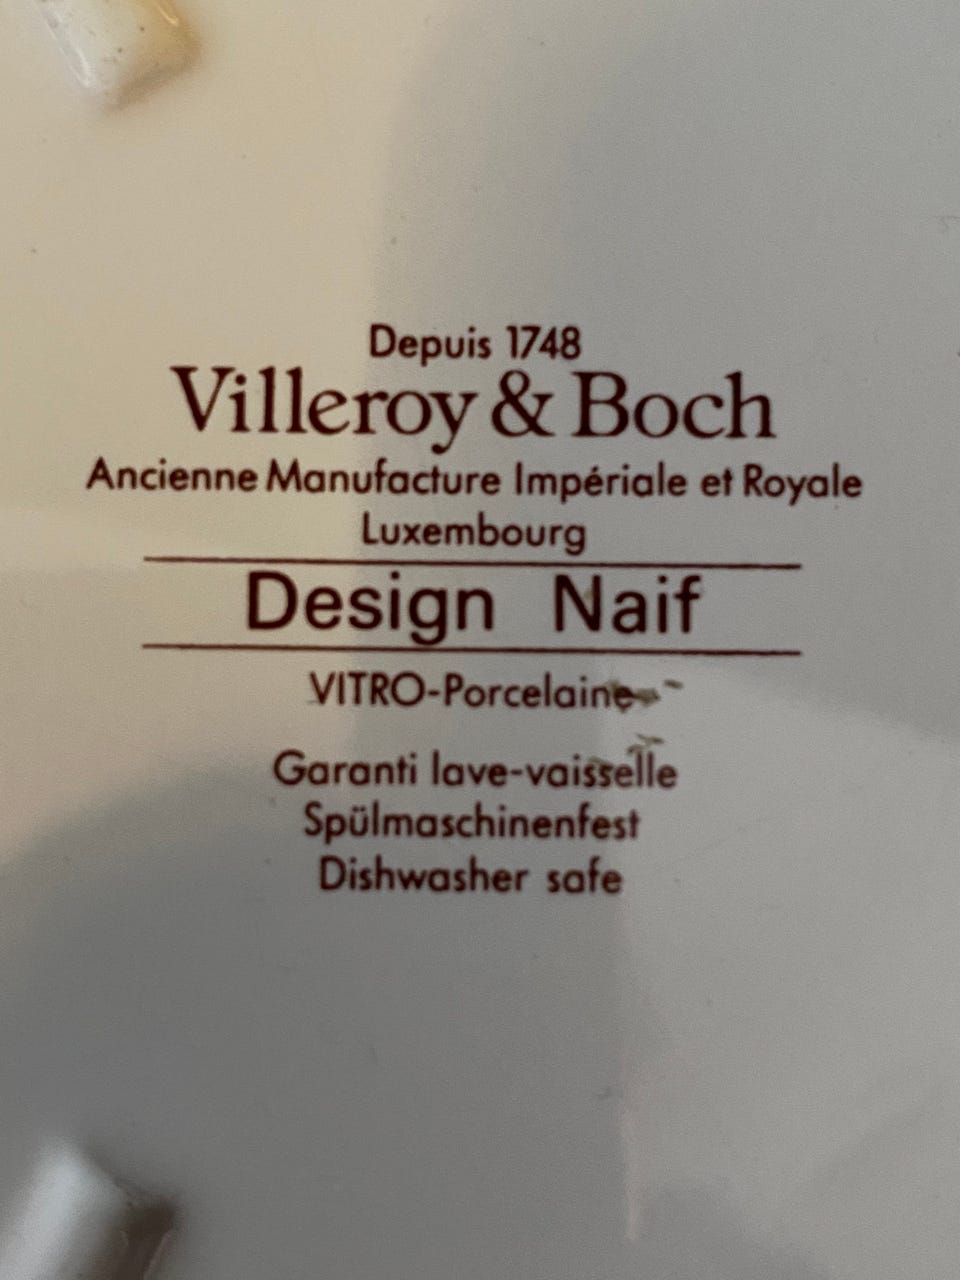 Depuis 1748
Villeroy & Boch
Ancienne Manufacture Impériale et Royale
Luxembourg
Design Naif
VITRO-Porcelaine
Garanti lave-vaisselle
Spülmaschinenfest
Dishwasher safe